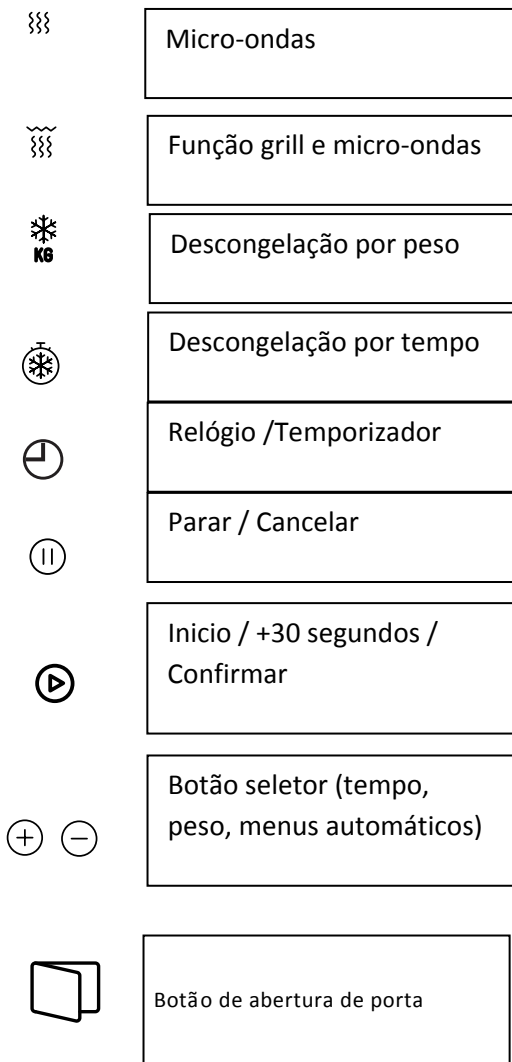 Micro-ondas
Função grill e micro-ondas
KG
Descongelação por peso
Descongelação por tempo
Relógio /Temporizador
Parar / Cancelar
Inicio / +30 segundos /
Confirmar
Botão seletor (tempo,
peso, menus automáticos)
Botão de abertura de porta